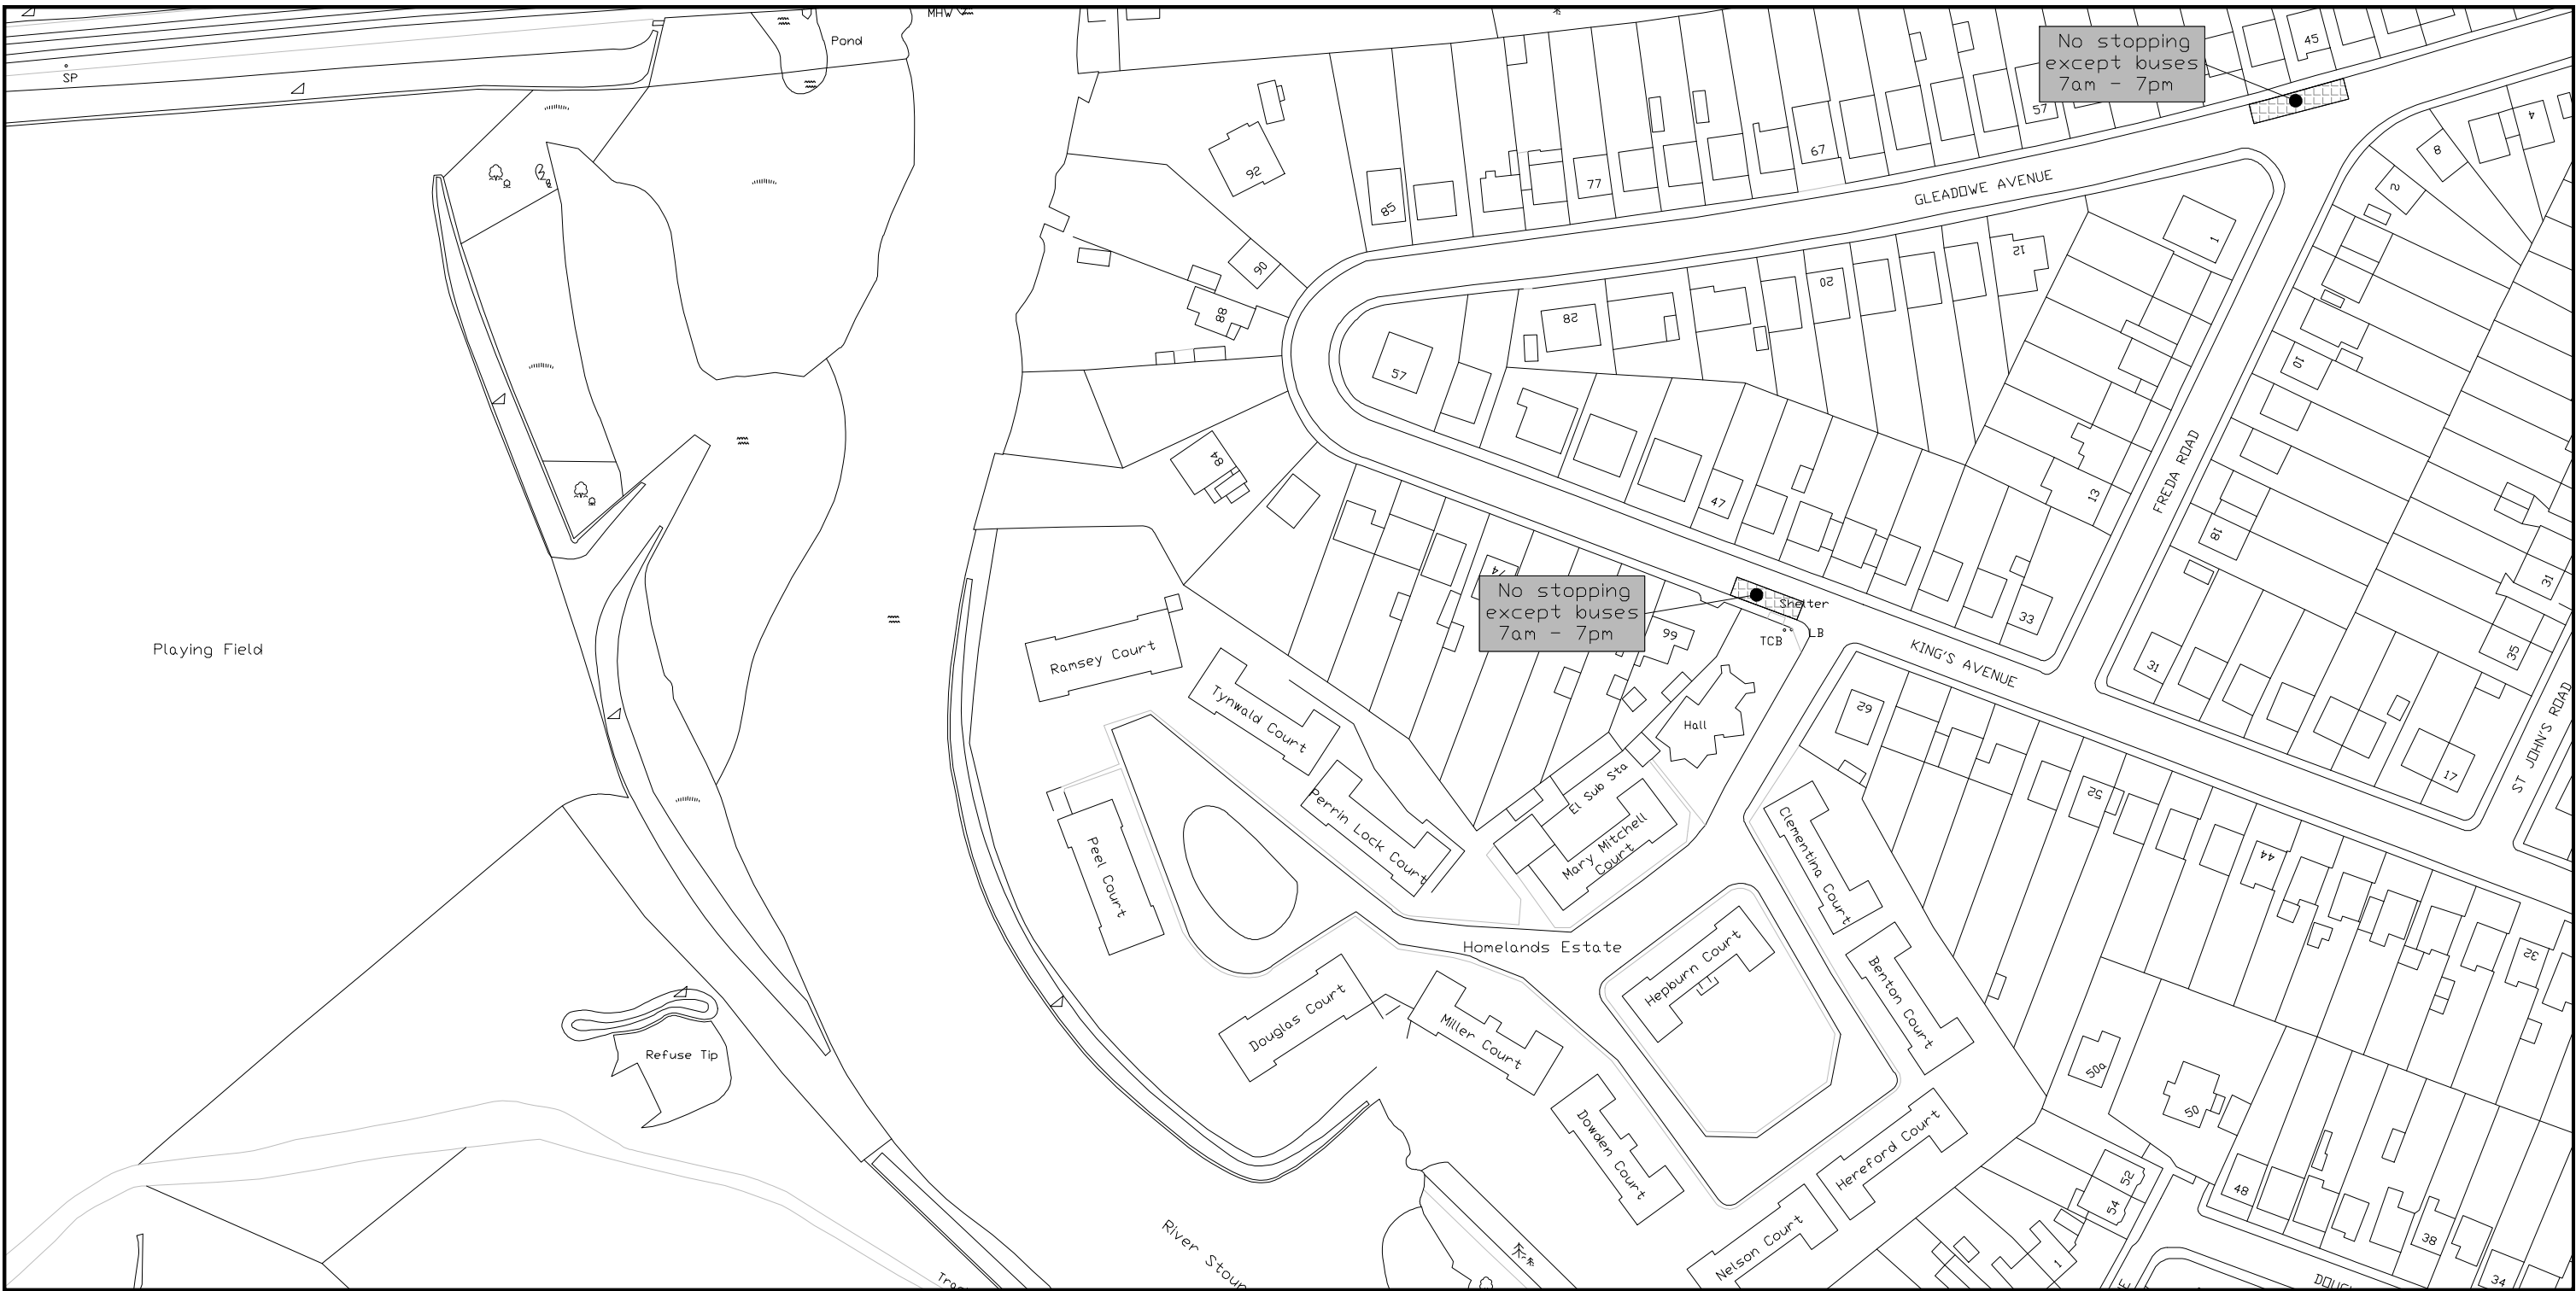 MHW
Pond
SP
No stopping
except buses
7am - 7pm
45
57
67
77
85
92
90
88
84
GLEADOWE AVENUE
4
8
2
1
12
20
28
57
10
18
13
FREDA ROAD
47
33
31
31
35
17
ST JOHN'S ROAD
74
No stopping
except buses
7am - 7pm
Shelter
TCB
LB
66
KING'S AVENUE
Playing Field
Ramsey Court
Tynwald Court
Perrin Lock Court
Peel Court
Hall
El Sub Sta
Mary Mitchell
Court
62
Clementina Court
52
44
32
Homelands Estate
Hepburn Court
Benton Court
Douglas Court
Miller Court
Dowden Court
Hereford Court
Nelson Court
50a
50
52
54
48
38
34
1
Refuse Tip
River Stour